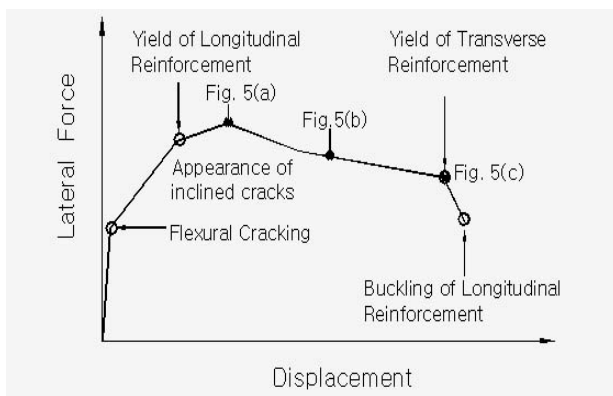 Yield of Longitudinal
Reinforcement
Yield of Transverse
Reinforcement
Fig. 5(a)
Fig.5(b)
Fig. 5(c)
Appearance of
inclined cracks
Flexural Cracking
Buckling of Longitudinal
Reinforcement
Lateral Force
Displacement